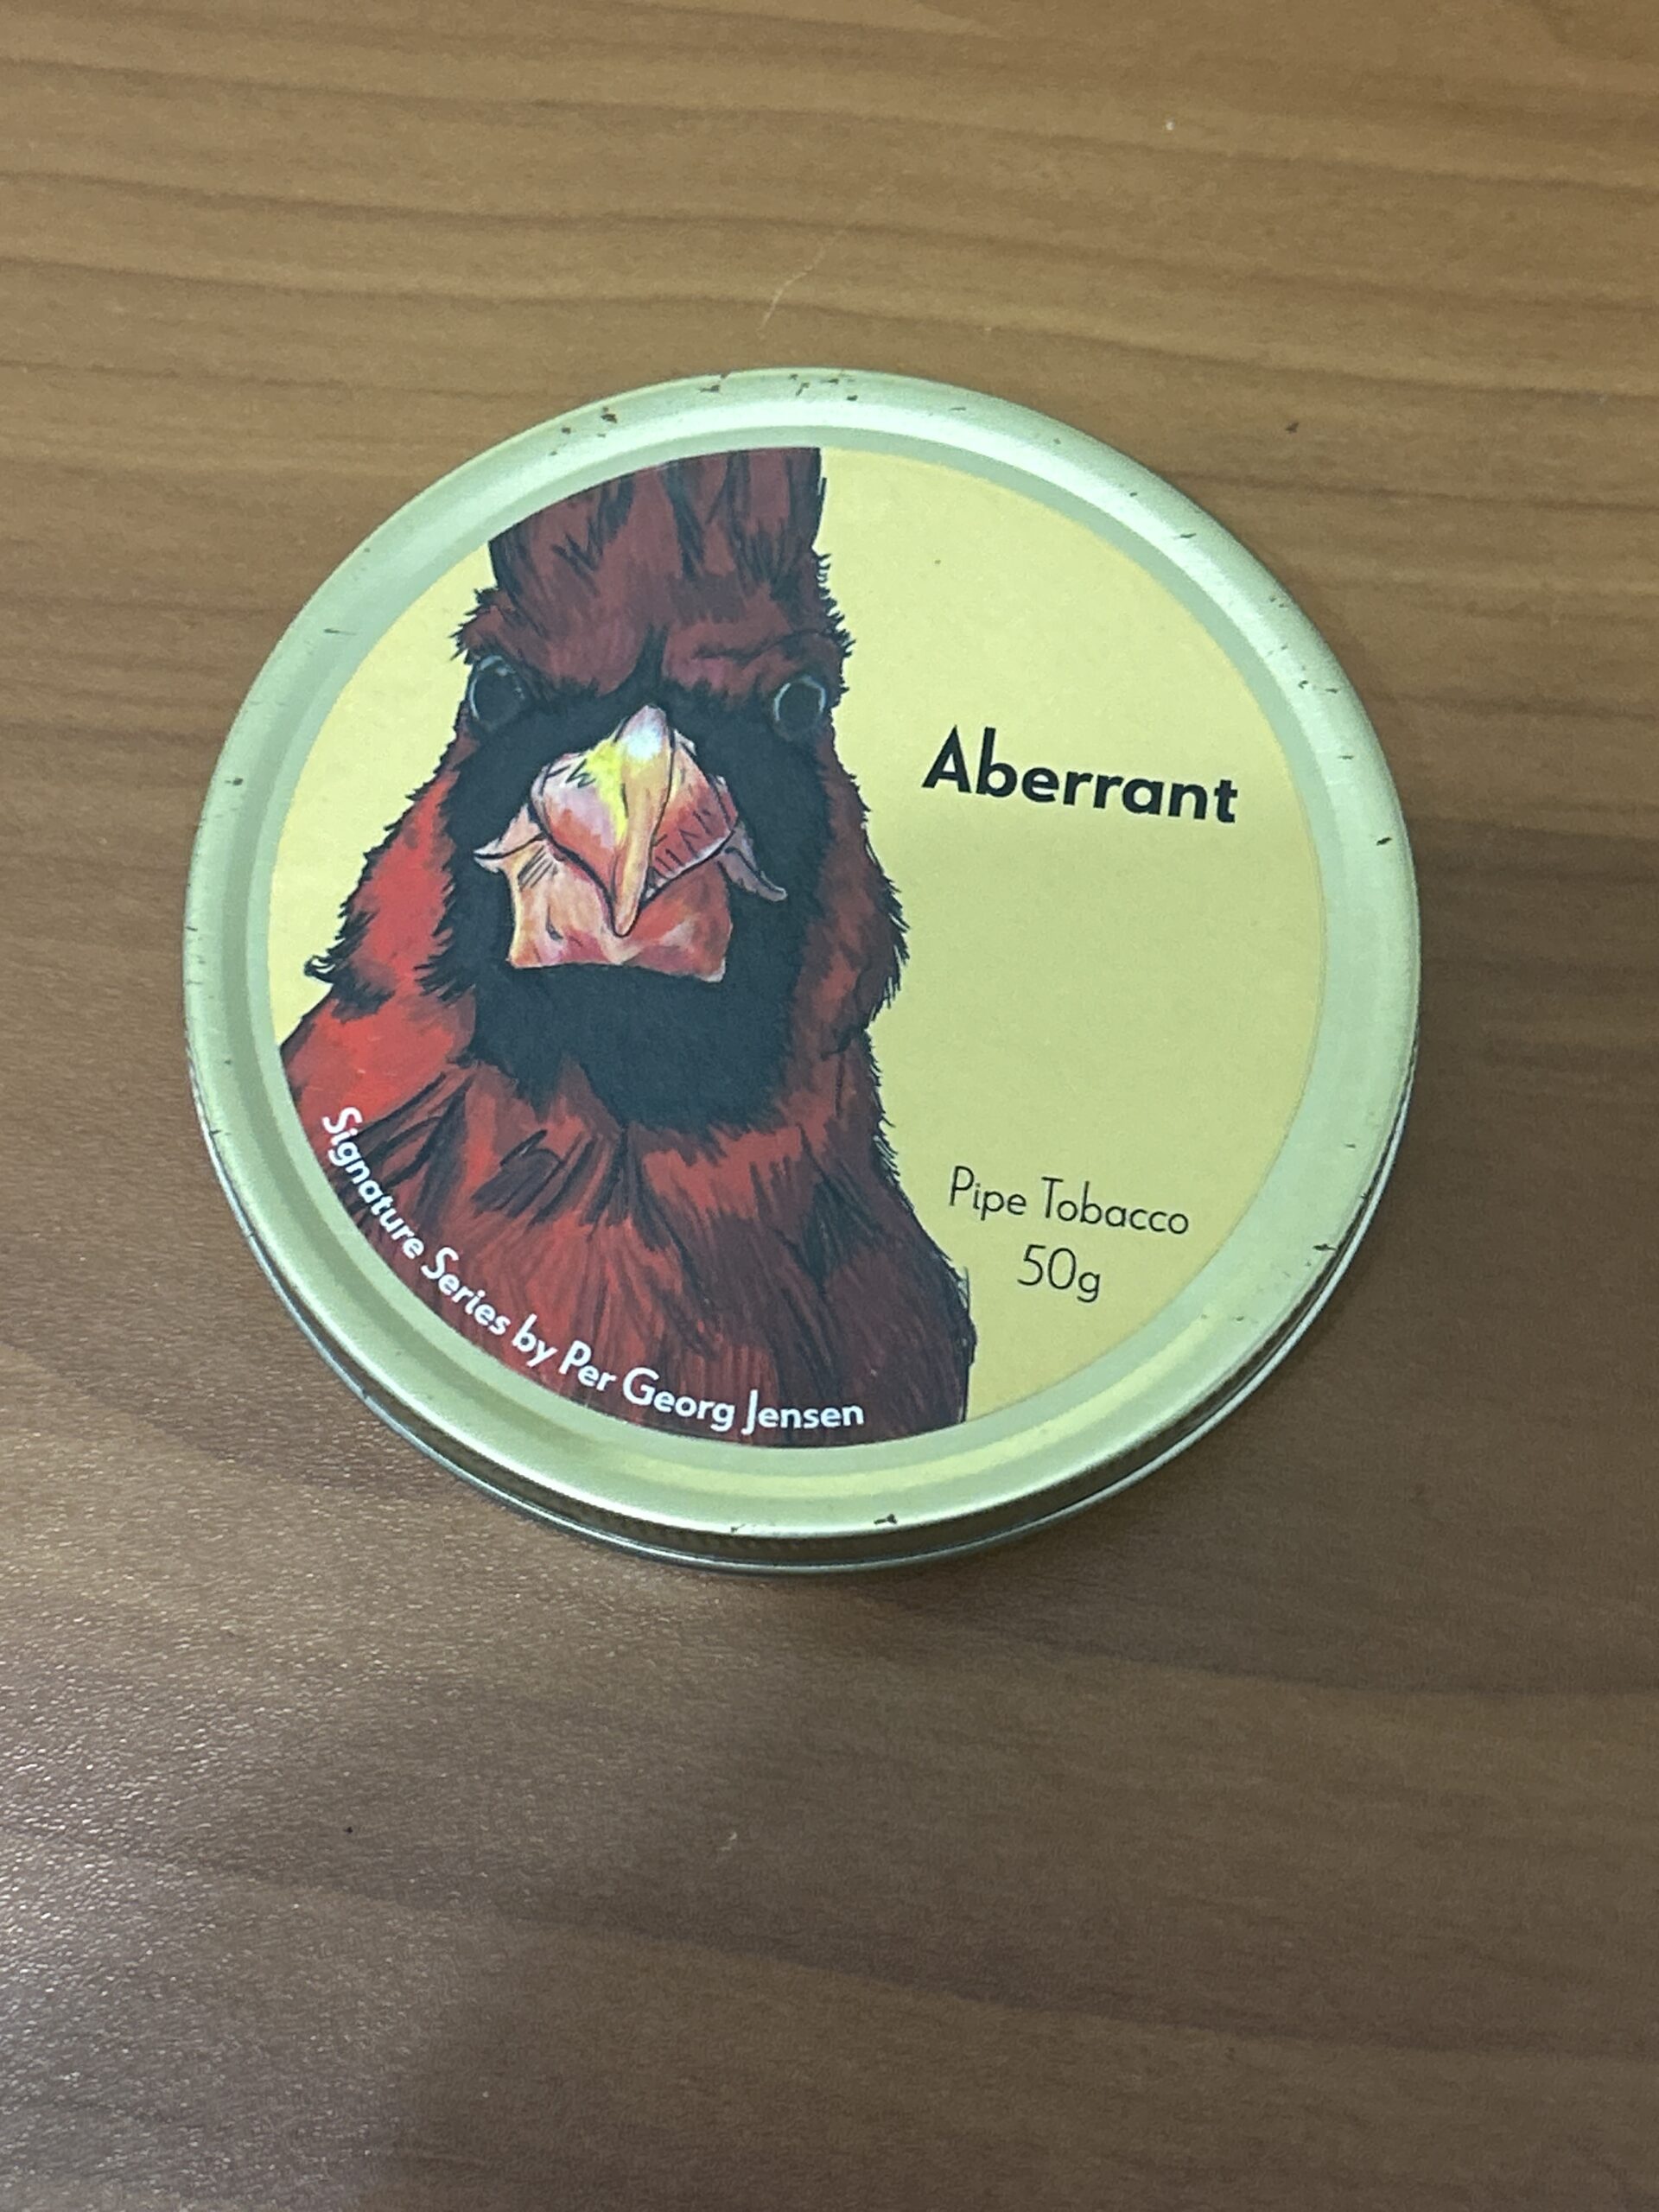 Aberrant
Pipe Tobacco
50g
Signature Series by Per Georg Jensen